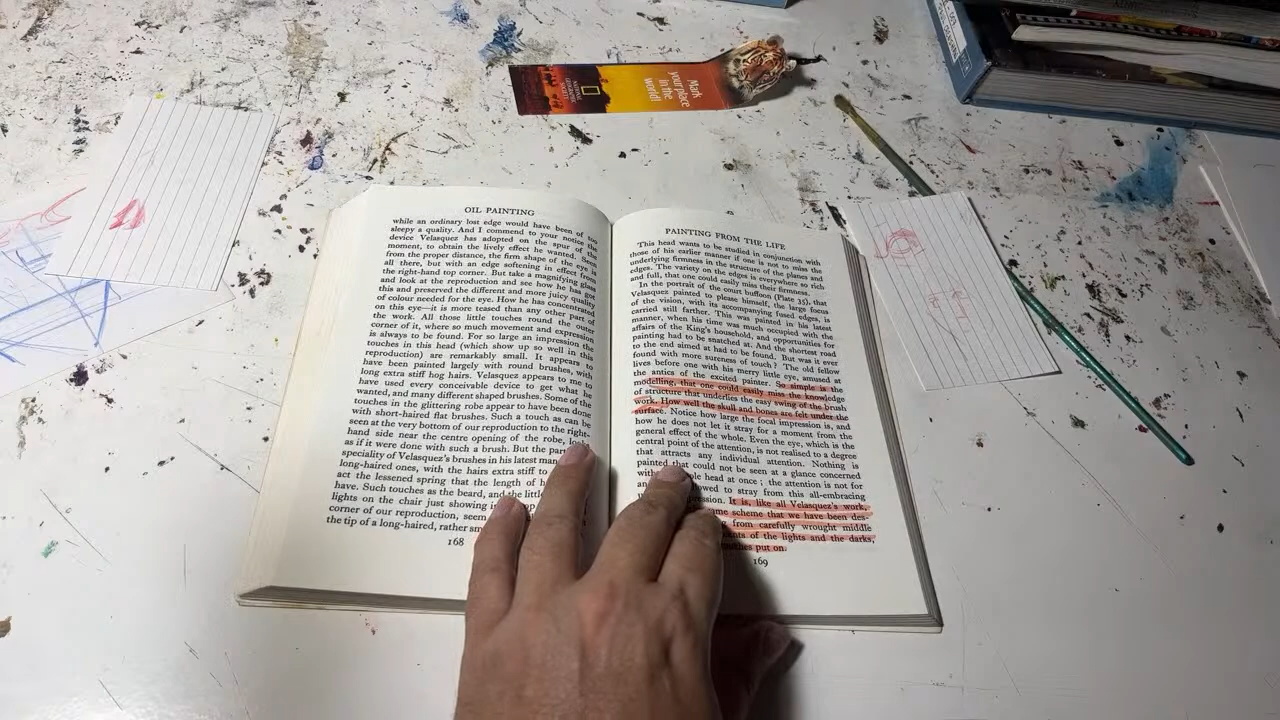 Mark
your place
in the
world!
NATIONAL
GEOGRAPHIC
SOCIETY
OIL PAINTING
while an ordinary lost edge would have been of too
sleepy a quality. And I commend to your notice the
device Velasquez has adopted on the spur of the
moment, to obtain the lively effect he wanted. Seen
from the proper distance, the firm shape of the eye is
all there, but with an edge softening in effect from
the right-hand top corner. But take a magnifying glass
and look at the reproduction and see how he has got
this and preserved the different and more juicy quality
of colour needed for the eye. How he has concentrated
on this eye—it is more teased than any other part of
the work. All those little touches round the outer
corner of it, where so much movement and expression
is always to be found. For so large an impression the
touches in this head (which show up so well in this
reproduction) are remarkably small. It appears to
have been painted largely with round brushes, with
long extra stiff hog hairs. Velasquez appears to me to
have used every conceivable device to get what he
wanted, and many different shaped brushes. Some of the
touches in the glittering robe appear to have been done
with short-haired flat brushes. Such a touch as can be
seen at the very bottom of our reproduction to the right-
hand side near the centre opening of the robe, looks
as if it were done with such a brush. But the
speciality of Velasquez's brushes in his latest
long-haired ones, with the hairs extra stiff to
act the lessened spring that the length of
have. Such touches as the beard, and the little
lights on the chair just showing in
corner of our reproduction, seem
the tip of a long-haired, rather
168
PAINTING FROM THE LIFE
This head wants to be studied in conjunction with
those of his earlier manner if one is not to miss the
underlying firmness in the structure of the planes and
edges. The variety on the edges is everywhere so rich
and full, that one could easily miss their firmness.
In the portrait of the court buffoon (Plate 35), that
Velasquez painted to please himself, the large focus
of the vision, with its accompanying fused edges, is
carried still farther. This was painted in his latest
manner, when his time was much occupied with the
affairs of the King's household, and opportunities for
painting had to be snatched at. And the shortest road
to the end aimed at had to be found. But was it ever
found with more sureness of touch? The old fellow
lives before one with his merry little eye, amused at
the antics of the excited painter. So simple is the
modelling, that one could easily miss the knowledge
of structure that underlies the easy swing of the brush
work. How well the skull and bones are felt under the
surface. Notice how large the focal impression is, and
how he does not let it stray for a moment from the
general effect of the whole. Even the eye, which is the
central point of the attention, is not realised to a degree
that attracts any individual attention. Nothing is
painted that could not be seen at a glance concerned
head at once; the attention is not for
to stray from this all-embracing
It is, like all Velasquez's work,
scheme that we have been des-
from carefully wrought middle
of the lights and the darks,
put on.
169